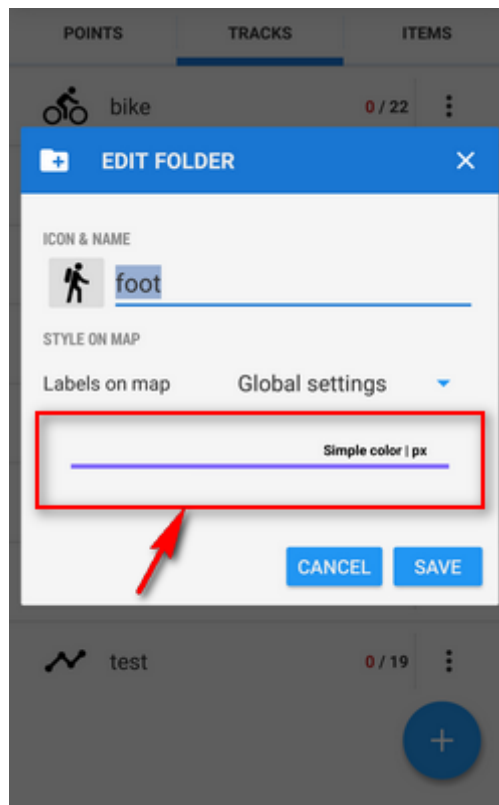 POINTS TRACKS ITEMS
bike 0 / 22
EDIT FOLDER
ICON & NAME
foot
STYLE ON MAP
Labels on map Global settings
Simple color | px
CANCEL SAVE
test 0 / 19